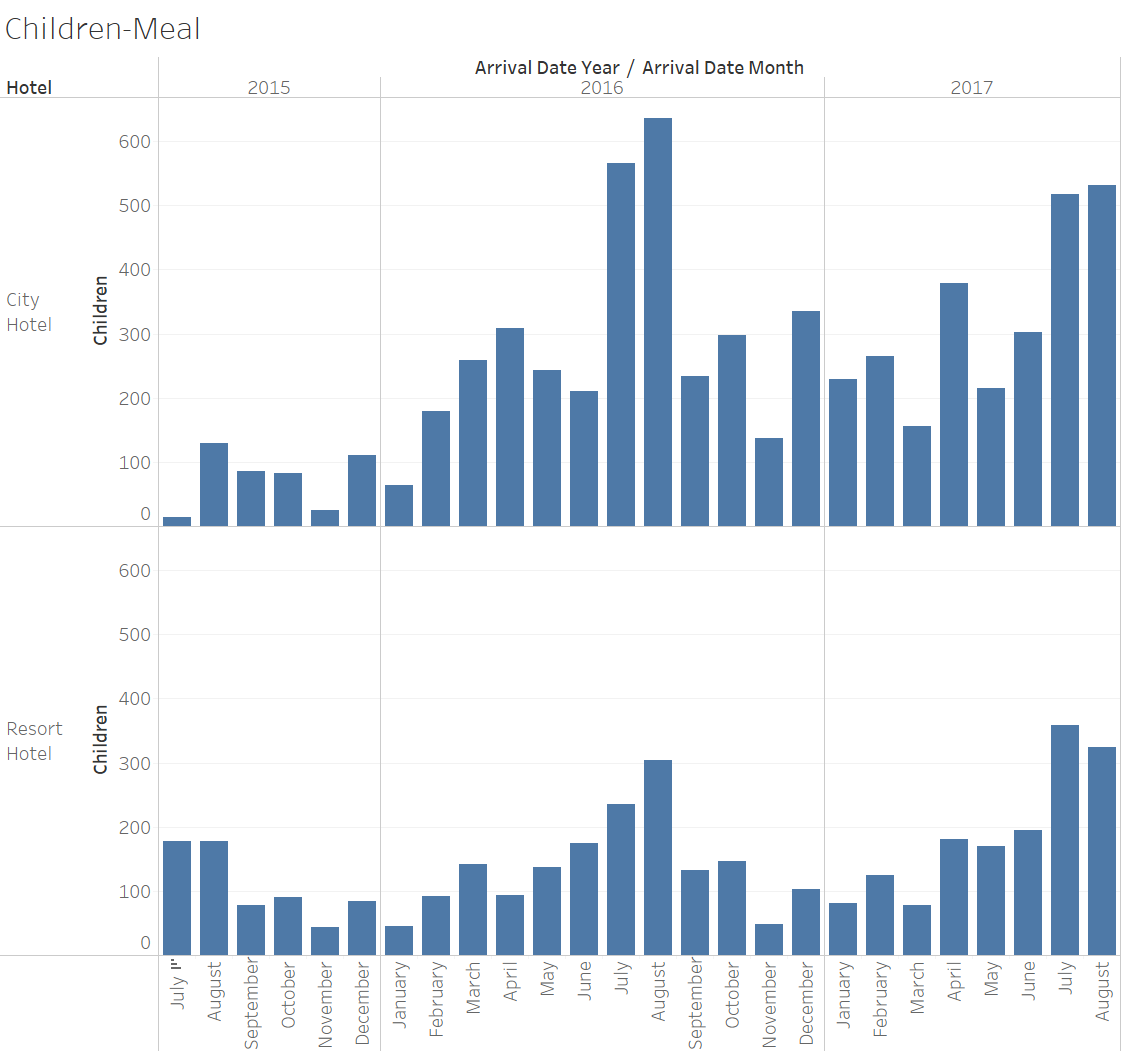 Children-Meal
Arrival Date Year / Arrival Date Month
Hotel 2015 2016 2017
City Hotel
Children
600
500
400
300
200
100
0
Resort Hotel
Children
600
500
400
300
200
100
0
July August September October November December January February March April May June July August September October November December January February March April May June July August